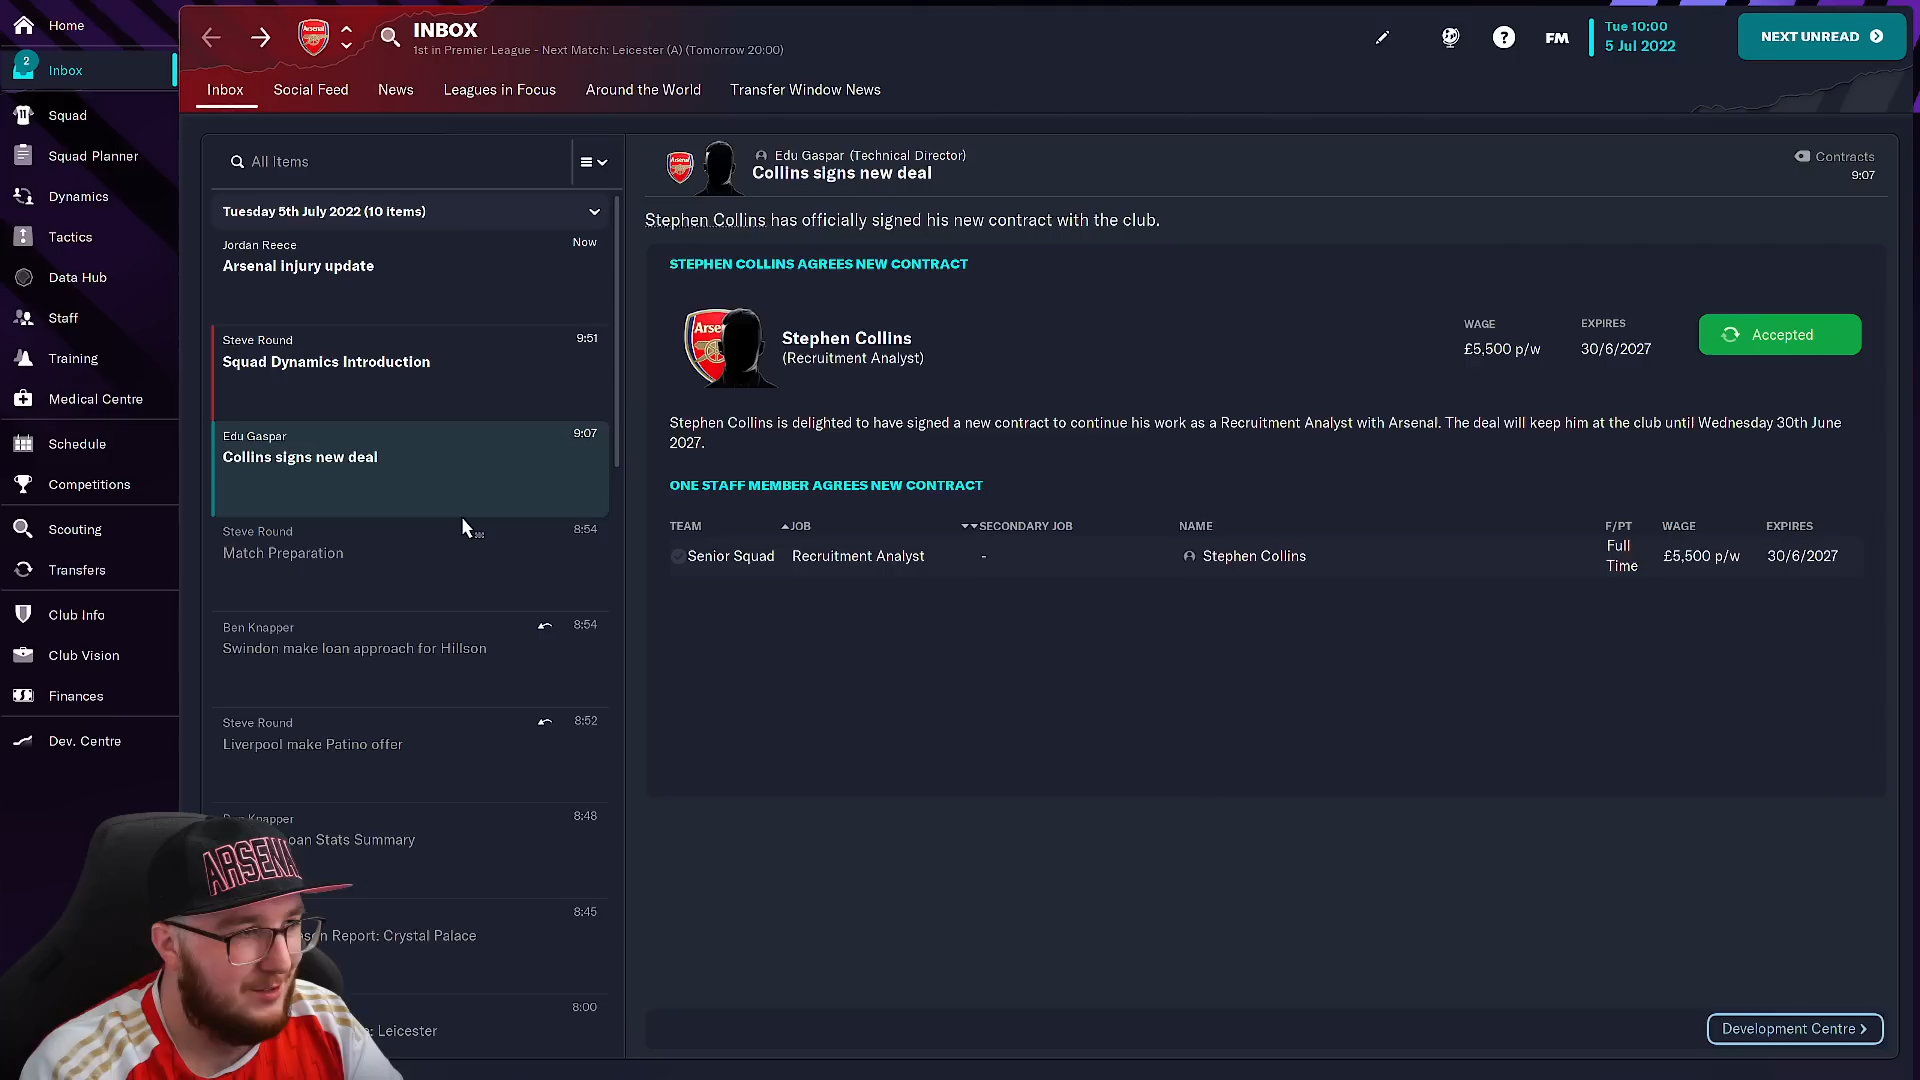 Home
2
Inbox
Squad
Squad Planner
Dynamics
Tactics
Data Hub
Staff
Training
Medical Centre
Schedule
Competitions
Scouting
Transfers
Club Info
Club Vision
Finances
Dev. Centre
Arsenal
INBOX
1st in Premier League - Next Match: Leicester (A) (Tomorrow 20:00)
FM
Tue 10:00
5 Jul 2022
NEXT UNREAD
Inbox
Social Feed
News
Leagues in Focus
Around the World
Transfer Window News
All Items
Tuesday 5th July 2022 (10 Items)
Jordan Reece
Now
Arsenal injury update
Steve Round
9:51
Squad Dynamics Introduction
Edu Gaspar
9:07
Collins signs new deal
Steve Round
8:54
Match Preparation
Ben Knapper
8:54
Swindon make loan approach for Hillson
Steve Round
8:52
Liverpool make Patino offer
Knapper
8:48
Stats Summary
8:45
Report: Crystal Palace
8:00
Leicester
ARSENAL
Edu Gaspar (Technical Director)
Collins signs new deal
Contracts
9:07
Stephen Collins has officially signed his new contract with the club.
STEPHEN COLLINS AGREES NEW CONTRACT
Stephen Collins
(Recruitment Analyst)
WAGE
£5,500 p/w
EXPIRES
30/6/2027
Accepted
Stephen Collins is delighted to have signed a new contract to continue his work as a Recruitment Analyst with Arsenal. The deal will keep him at the club until Wednesday 30th June
2027.
ONE STAFF MEMBER AGREES NEW CONTRACT
TEAM JOB SECONDARY JOB NAME F/PT WAGE EXPIRES
Senior Squad Recruitment Analyst - Stephen Collins Full Time £5,500 p/w 30/6/2027
Development Centre